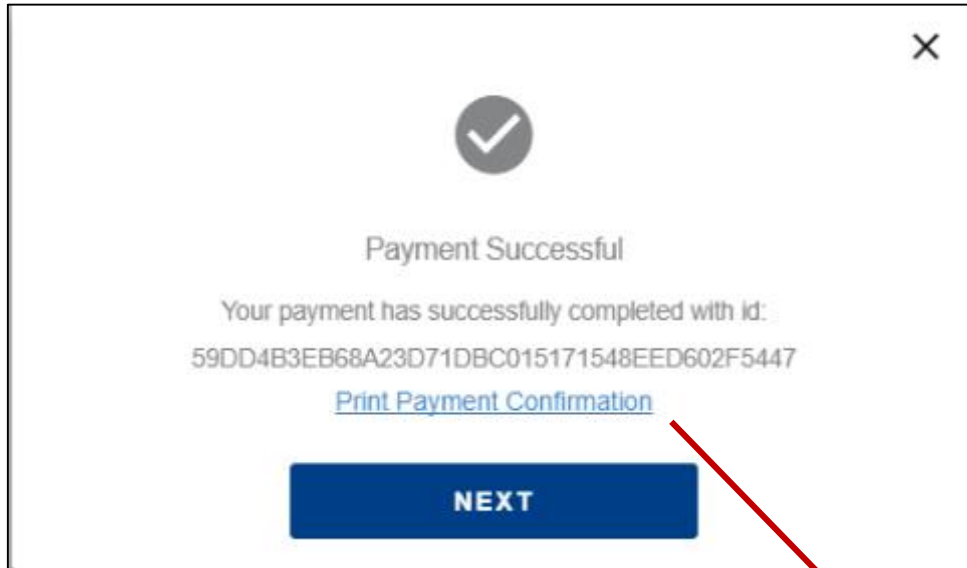 Payment Successful
Your payment has successfully completed with id:
59DD4B3EB68A23D71DBC015171548EED602F5447
Print Payment Confirmation
NEXT